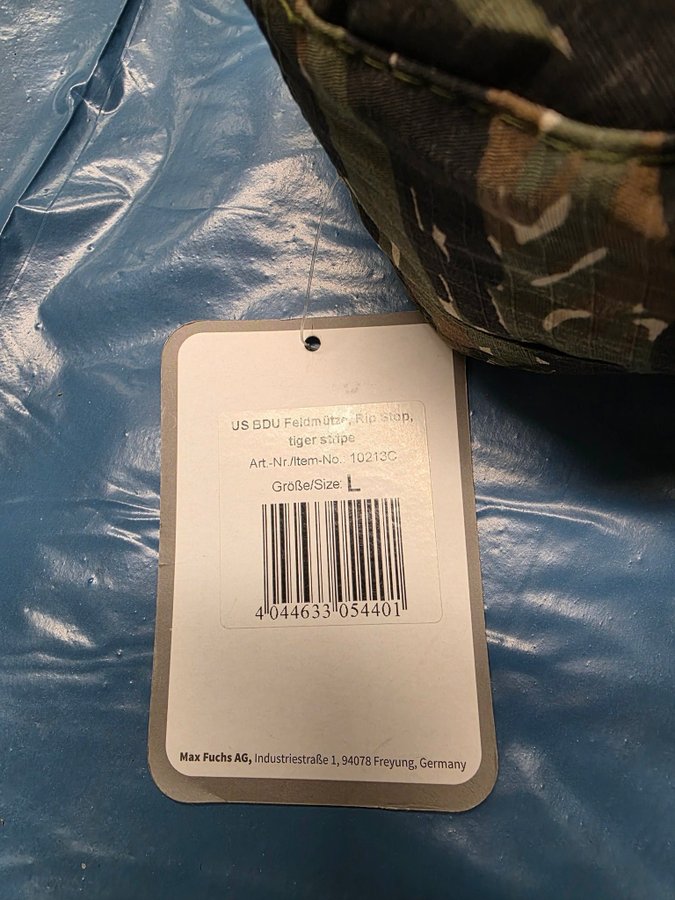 US BDU Feldmütze, Rip Stop,
tiger stripe
Art.-Nr./Item-No.: 10213C
Größe/Size: L
4 044633 054401
Max Fuchs AG, Industriestraße 1, 94078 Freyung, Germany